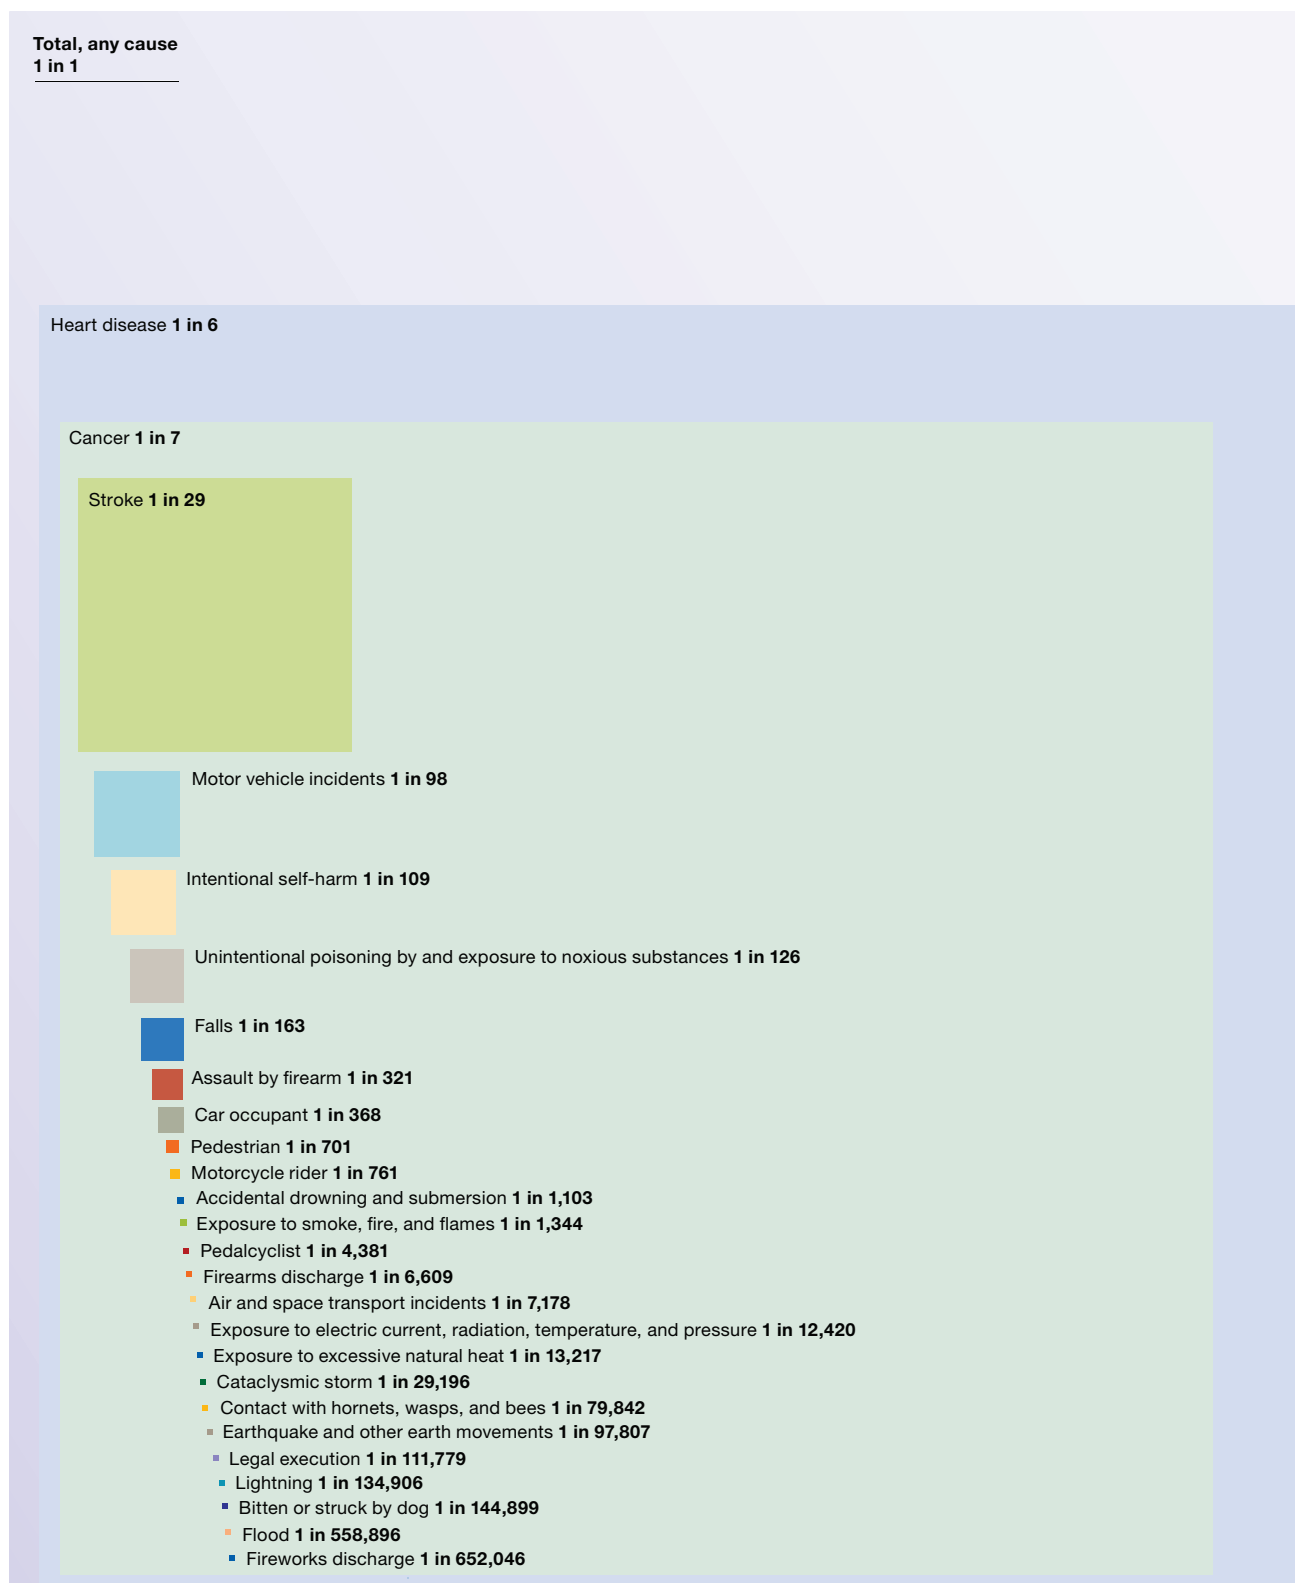 Total, any cause
1 in 1
Heart disease 1 in 6
Cancer 1 in 7
Stroke 1 in 29
Motor vehicle incidents 1 in 98
Intentional self-harm 1 in 109
Unintentional poisoning by and exposure to noxious substances 1 in 126
Falls 1 in 163
Assault by firearm 1 in 321
Car occupant 1 in 368
Pedestrian 1 in 701
Motorcycle rider 1 in 761
Accidental drowning and submersion 1 in 1,103
Exposure to smoke, fire, and flames 1 in 1,344
Pedalcyclist 1 in 4,381
Firearms discharge 1 in 6,609
Air and space transport incidents 1 in 7,178
Exposure to electric current, radiation, temperature, and pressure 1 in 12,420
Exposure to excessive natural heat 1 in 13,217
Cataclysmic storm 1 in 29,196
Contact with hornets, wasps, and bees 1 in 79,842
Earthquake and other earth movements 1 in 97,807
Legal execution 1 in 111,779
Lightning 1 in 134,906
Bitten or struck by dog 1 in 144,899
Flood 1 in 558,896
Fireworks discharge 1 in 652,046